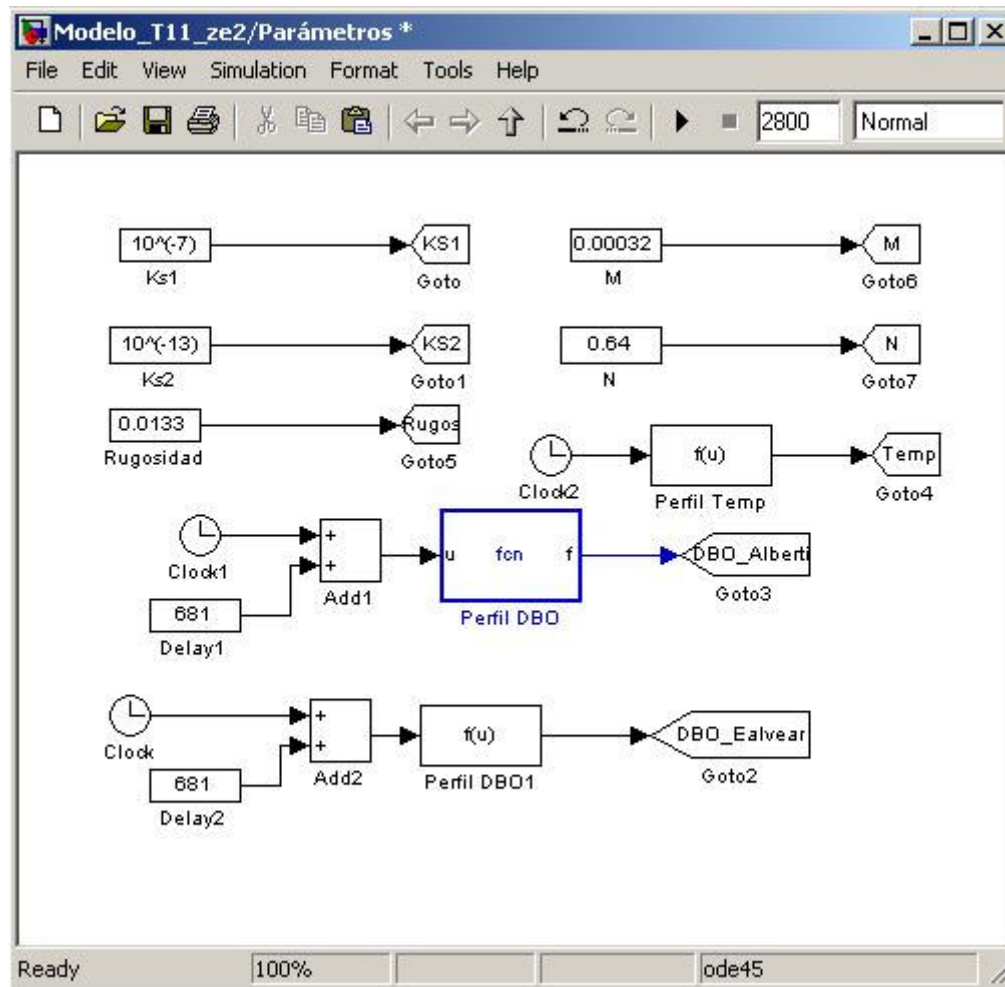 Modelo_T11_ze2/Parámetros *
File Edit View Simulation Format Tools Help
2800 Normal
10^(-7) KS1 0.00032 M
Ks1 Goto M Goto6
10^(-13) KS2 0.64 N
Ks2 Goto1 N Goto7
0.0133 Rugos
Rugosidad Goto5
f(u) Temp
Clock2 Perfil Temp Goto4
+ u fcn f DBO_Alberti
Clock1 + Goto3
681 Add1 Perfil DBO
Delay1
+ f(u) DBO_Ealvear
Clock + Goto2
681 Add2 Perfil DBO1
Delay2
Ready 100% ode45